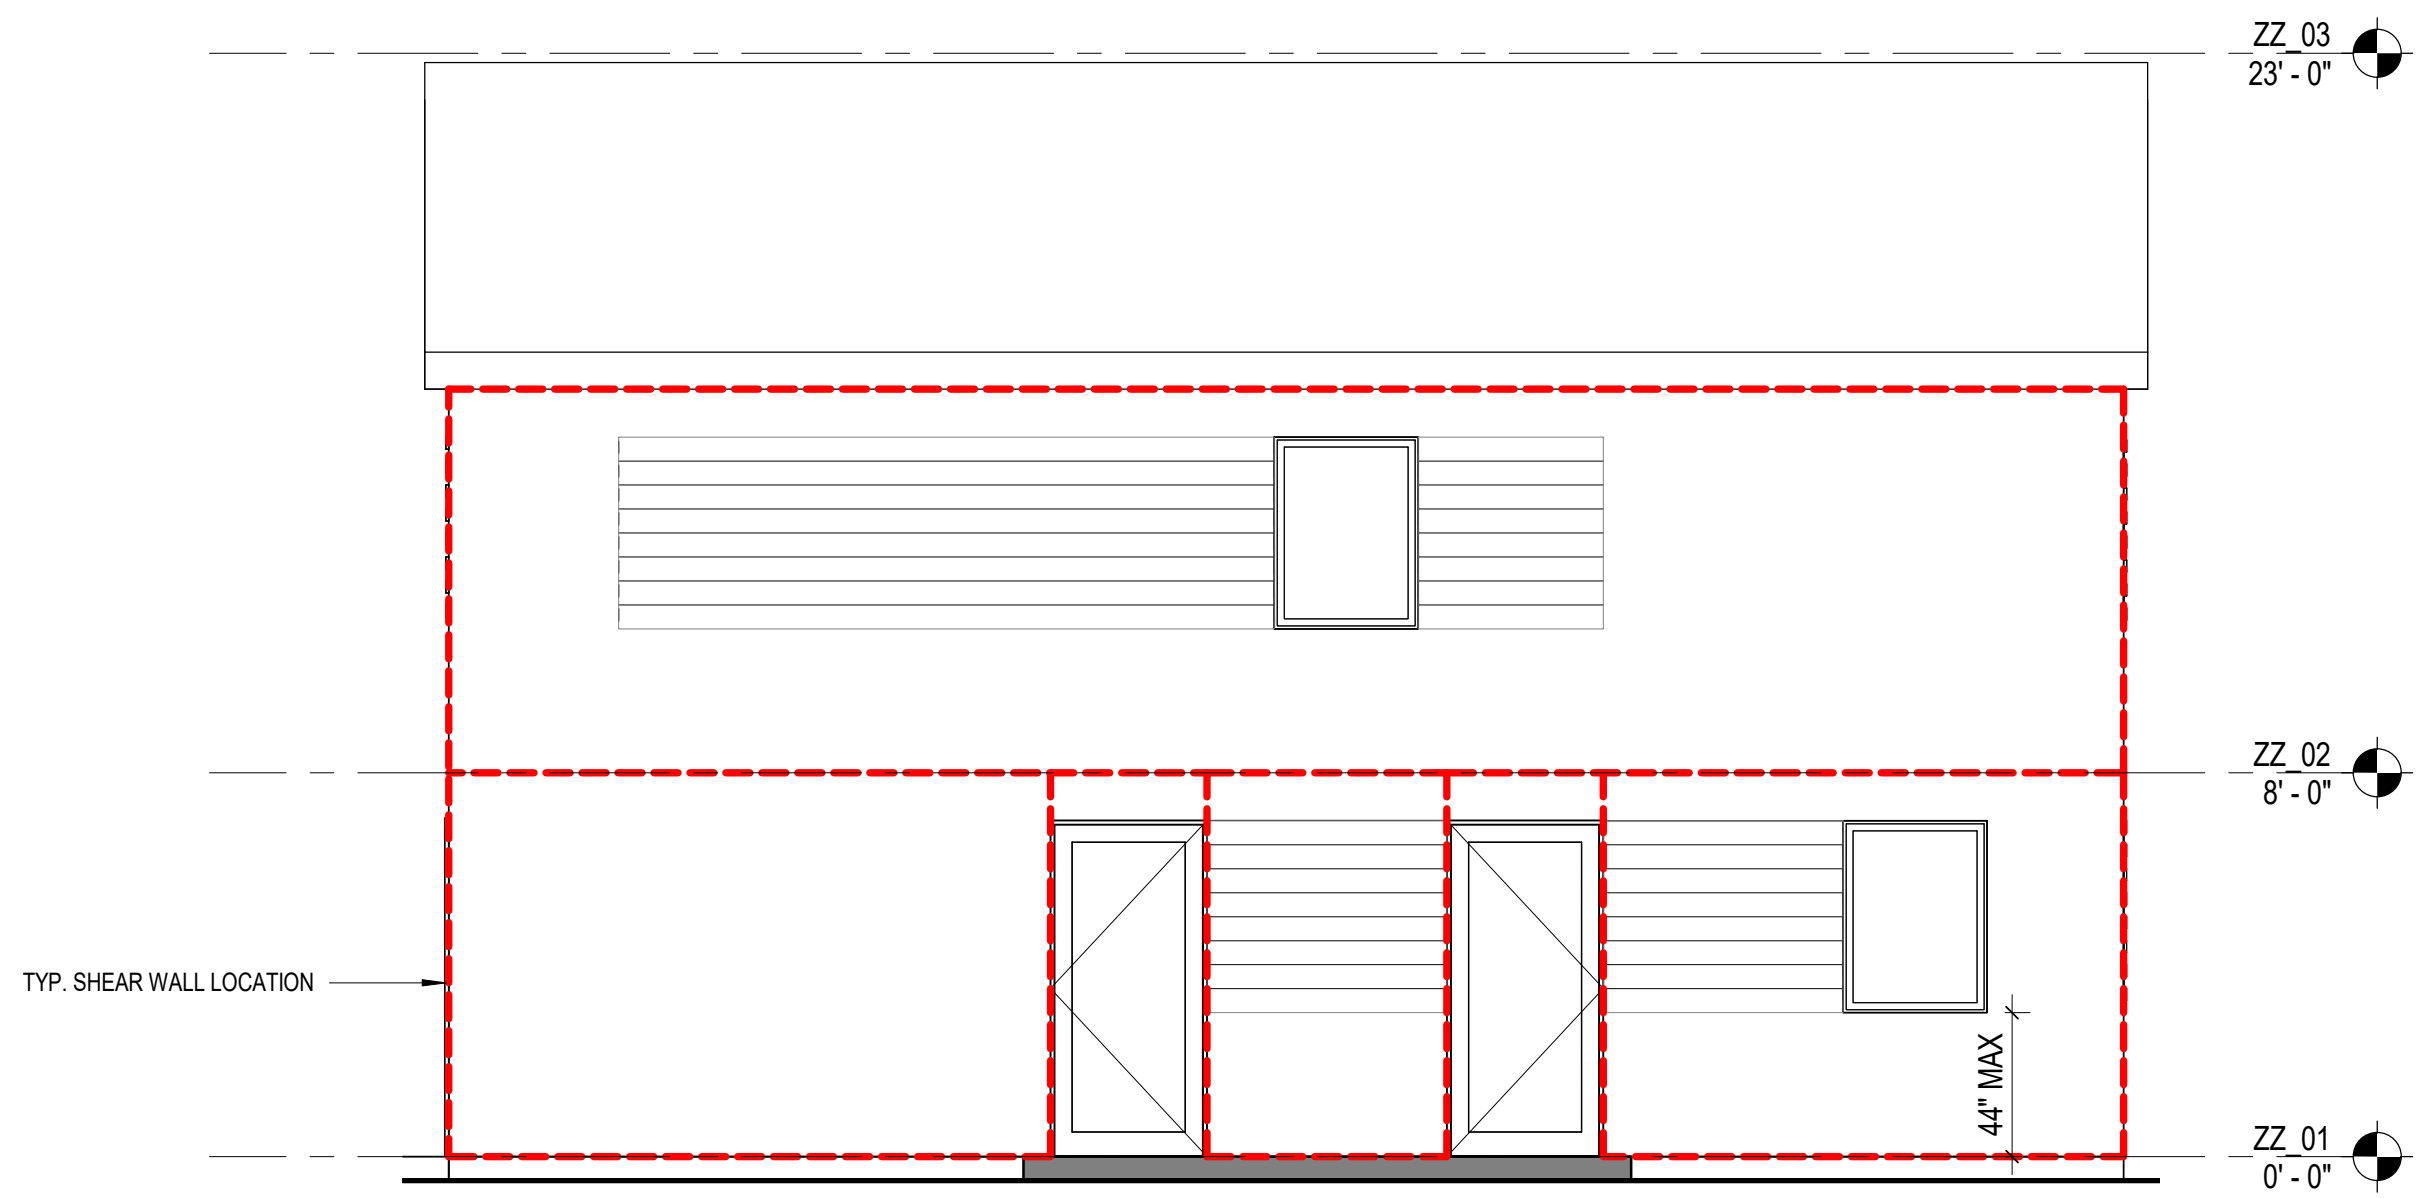 ZZ_03
23' - 0"
ZZ_02
8' - 0"
TYP. SHEAR WALL LOCATION
44" MAX
ZZ_01
0' - 0"